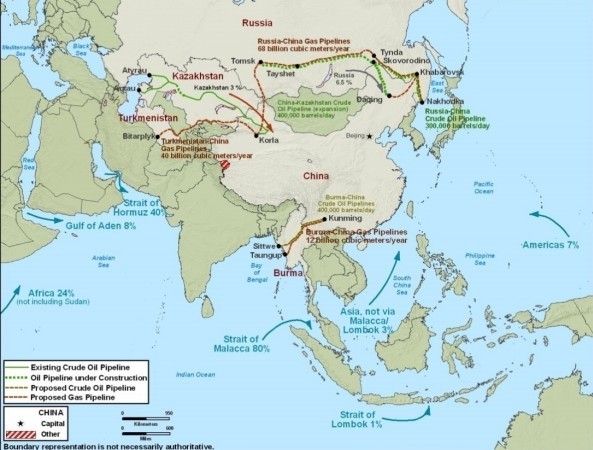 Russia
Mediterranean
Sea
Black
Sea
Russia-China Gas Pipelines
68 billion cubic meters/year
Tomsk
Tayshet
Tynda
Skovorodino
Khabarovsk
Atyrau
Aqtau
Kazakhstan
Kazakhstan 3 %
Russia
6.5 %
East
Sea
Daqing
Nakhodka
Russia-China
Crude Oil Pipeline
300,000 barrels/day
China-Kazakhstan Crude
Oil Pipeline (expansion)
400,000 barrels/day
Turkmenistan
Bitarplyk
Turkmenistan-China
Gas Pipelines
40 billion cubic meters/year
Korla
Beijing
China
Red
Sea
Strait of
Hormuz 40%
Gulf of Aden 8%
Arabian
Sea
Burma-China
Crude Oil Pipelines
400,000 barrels/day
Kunming
Burma-China Gas Pipelines
12 billion cubic meters/year
Sittwe
Taungup
Bay
of
Bengal
Burma
Pacific
Ocean
Americas 7%
Philippine
Sea
South
China
Sea
Africa 24%
(not including Sudan)
Asia, not via
Malacca/
Lombok 3%
Strait of
Malacca 80%
Indian Ocean
Strait of
Lombok 1%
Existing Crude Oil Pipeline
Oil Pipeline under Construction
Proposed Crude Oil Pipeline
Proposed Gas Pipeline
CHINA
Capital
Other
Kilometers
Miles
Boundary representation is not necessarily authoritative.